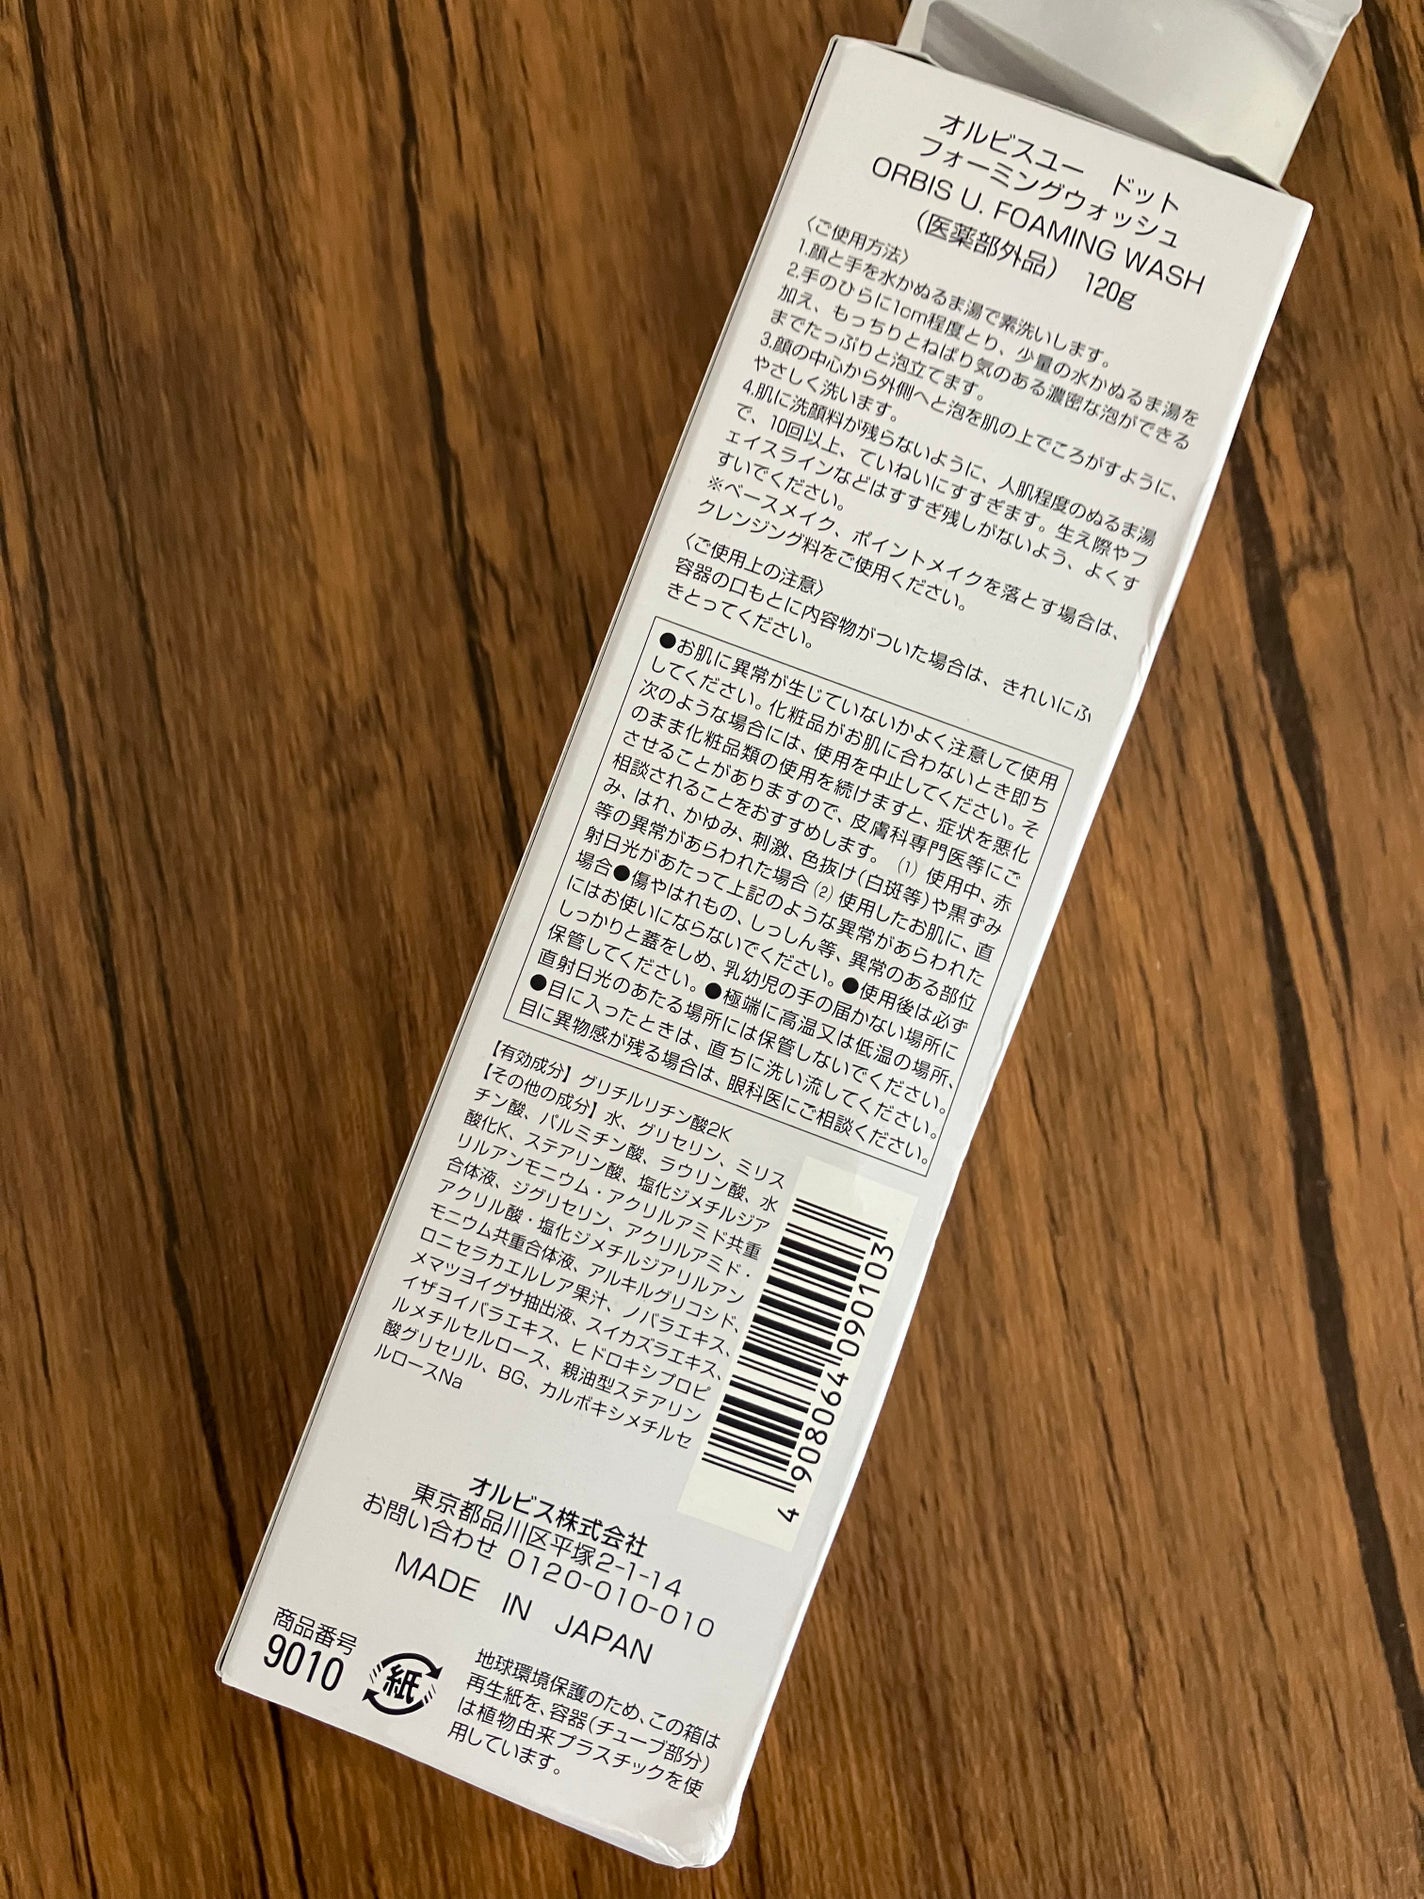 オルビスユー　ドット
フォーミングウォッシュ
ORBIS U. FOAMING WASH
（医薬部外品）　120g
〈ご使用方法〉
1.顔と手を水かぬるま湯で素洗いします。
2.手のひらに1cm程度とり、少量の水かぬるま湯を
加え、もっちりとねばり気のある濃密な泡ができる
までたっぷりと泡立てます。
3.顔の中心から外側へと泡を肌の上でころがすように、
やさしく洗います。
4.肌に洗顔料が残らないように、人肌程度のぬるま湯
で、10回以上、ていねいにすすぎます。生え際やフ
ェイスラインなどはすすぎ残しがないよう、よくす
すいでください。
※ベースメイク、ポイントメイクを落とす場合は、
クレンジング料をご使用ください。
〈ご使用上の注意〉
容器の口もとに内容物がついた場合は、きれいにふ
きとってください。
●お肌に異常が生じていないかよく注意して使用
してください。化粧品がお肌に合わないとき即ち
次のような場合には、使用を中止してください。そ
のまま化粧品類の使用を続けますと、症状を悪化
させることがありますので、皮膚科専門医等にご
相談されることをおすすめします。 (1) 使用中、赤
み、はれ、かゆみ、刺激、色抜け(白斑等)や黒ずみ
等の異常があらわれた場合 (2) 使用したお肌に、直
射日光があたって上記のような異常があらわれた
場合●傷やはれもの、しっしん等、異常のある部位
にはお使いにならないでください。●使用後は必ず
しっかりと蓋をしめ、乳幼児の手の届かない場所に
保管してください。●極端に高温又は低温の場所、
直射日光のあたる場所には保管しないでください。
●目に入ったときは、直ちに洗い流してください。
目に異物感が残る場合は、眼科医にご相談ください。
【有効成分】グリチルリチン酸2K
【その他の成分】水、グリセリン、ミリス
チン酸、パルミチン酸、ラウリン酸、水
酸化K、ステアリン酸、塩化ジメチルジア
リルアンモニウム・アクリルアミド共重
合体液、ジグリセリン、アクリルアミド・
アクリル酸・塩化ジメチルジアリルアン
モニウム共重合体液、アルキルグリコシド、
ロニセラカエルレア果汁、ノバラエキス、
メマツヨイグサ抽出液、スイカズラエキス、
イザヨイバラエキス、ヒドロキシプロピ
ルメチルセルロース、親油型ステアリン
酸グリセリル、BG、カルボキシメチルセ
ルロースNa
4 908064 090103
オルビス株式会社
東京都品川区平塚2-1-14
お問い合わせ 0120-010-010
MADE IN JAPAN
商品番号
9010
紙
地球環境保護のため、この箱は
再生紙を、容器(チューブ部分)
は植物由来プラスチックを使
用しています。